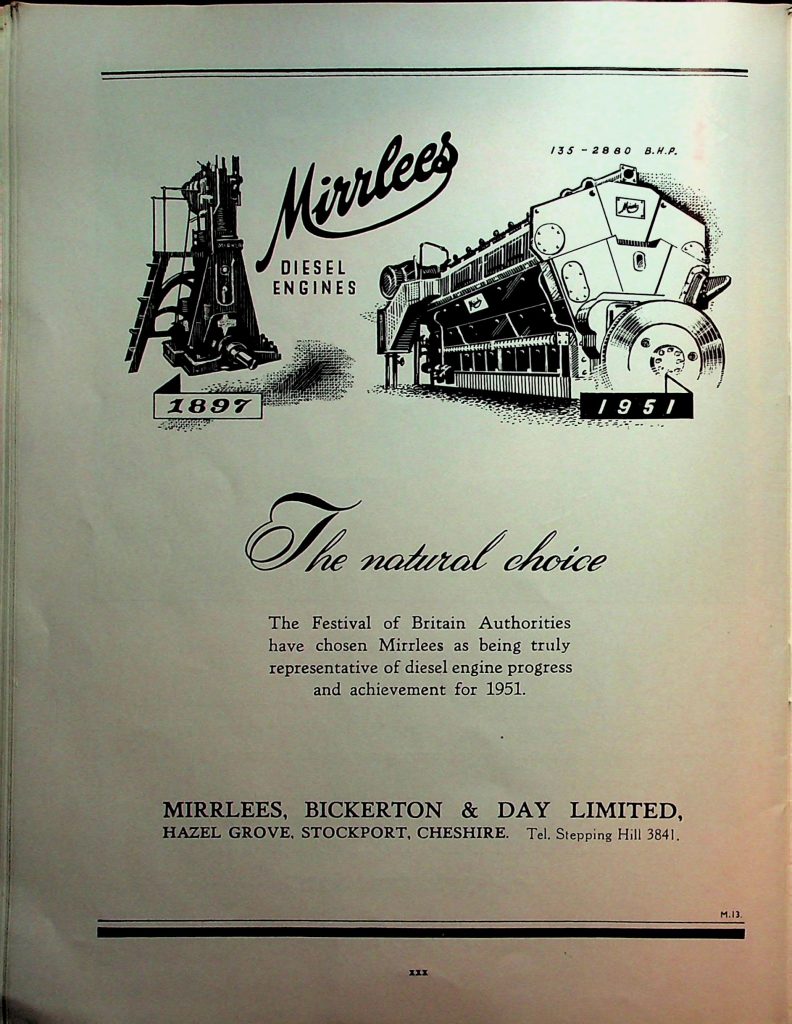 Mirrlees
DIESEL
ENGINES
135 - 2880 B.H.P.
1897
1951
The natural choice
The Festival of Britain Authorities
have chosen Mirrlees as being truly
representative of diesel engine progress
and achievement for 1951.
MIRRLEES, BICKERTON & DAY LIMITED,
HAZEL GROVE, STOCKPORT, CHESHIRE. Tel. Stepping Hill 3841.
M.13.
xxx